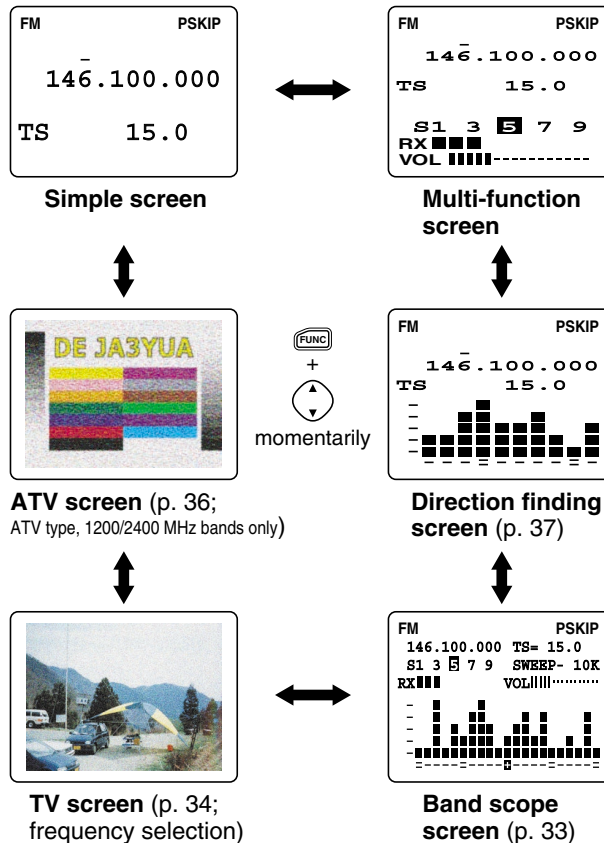 FM PSKIP
146.100.000
TS 15.0
Simple screen
FM PSKIP
146.100.000
TS 15.0
S1 3 5 7 9
RX
VOL
Multi-function
screen
DE JA3YUA
ATV screen (p. 36;
ATV type, 1200/2400 MHz bands only)
FUNC
+
momentarily
FM PSKIP
146.100.000
TS 15.0
Direction finding
screen (p. 37)
TV screen (p. 34;
frequency selection)
FM PSKIP
146.100.000 TS= 15.0
S1 3 5 7 9 SWEEP- 10K
RX VOL
Band scope
screen (p. 33)